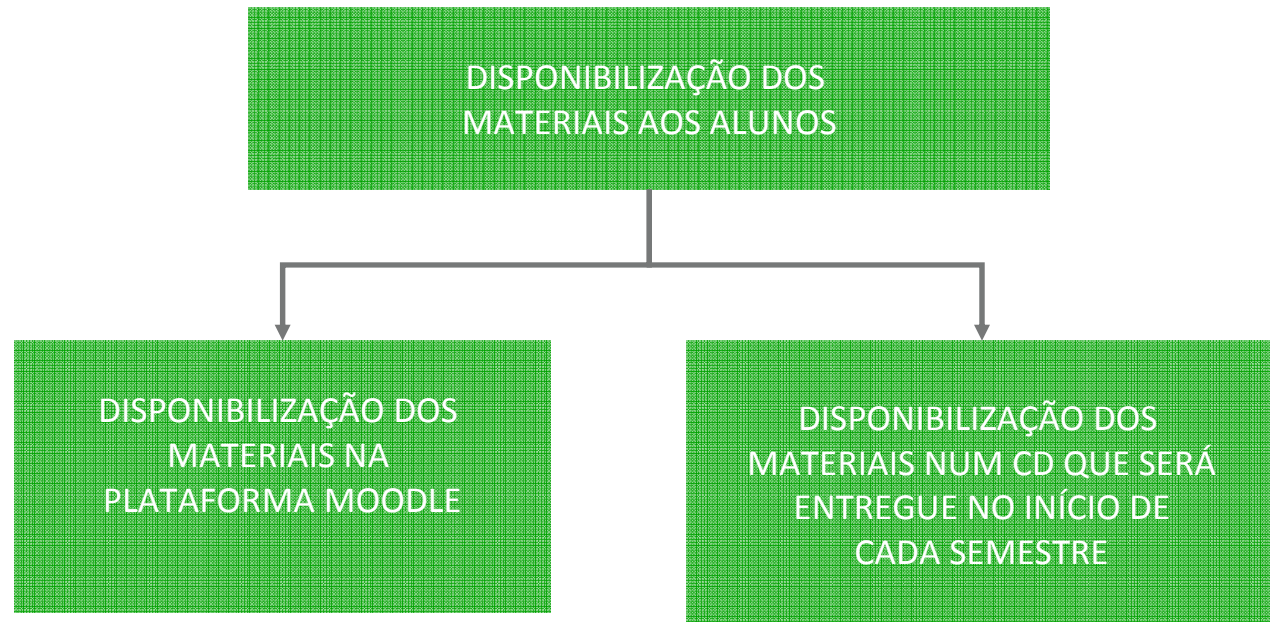 DISPONIBILIZAÇÃO DOS
MATERIAIS AOS ALUNOS
DISPONIBILIZAÇÃO DOS
MATERIAIS NA
PLATAFORMA MOODLE
DISPONIBILIZAÇÃO DOS
MATERIAIS NUM CD QUE SERÁ
ENTREGUE NO INÍCIO DE
CADA SEMESTRE